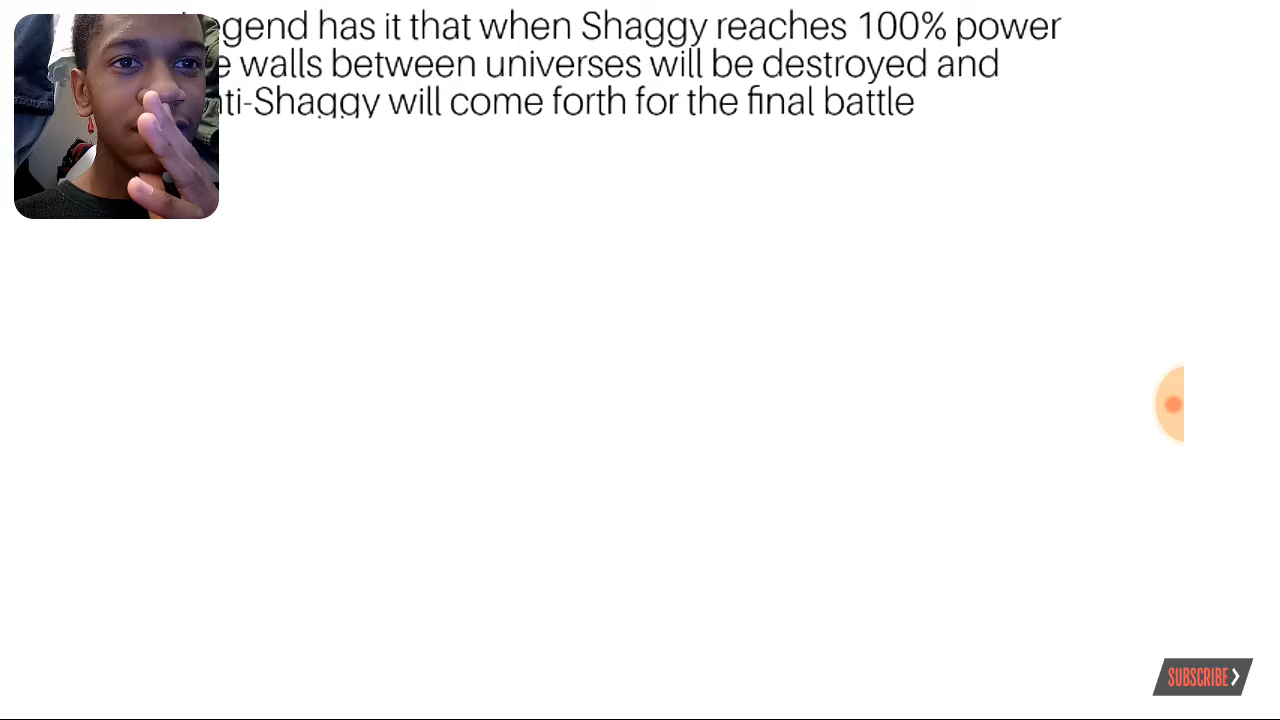 gend has it that when Shaggy reaches 100% power
e walls between universes will be destroyed and
ti-Shaggy will come forth for the final battle
SUBSCRIBE